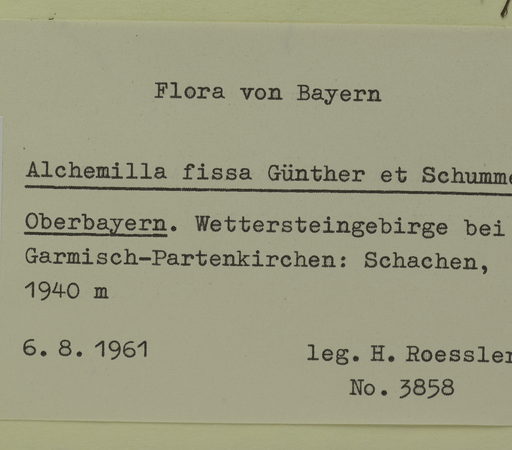 Flora von Bayern
Alchemilla fissa Günther et Schumme
Oberbayern. Wettersteingebirge bei
Garmisch-Partenkirchen: Schachen,
1940 m
6. 8. 1961
leg. H. Roessler
No. 3858